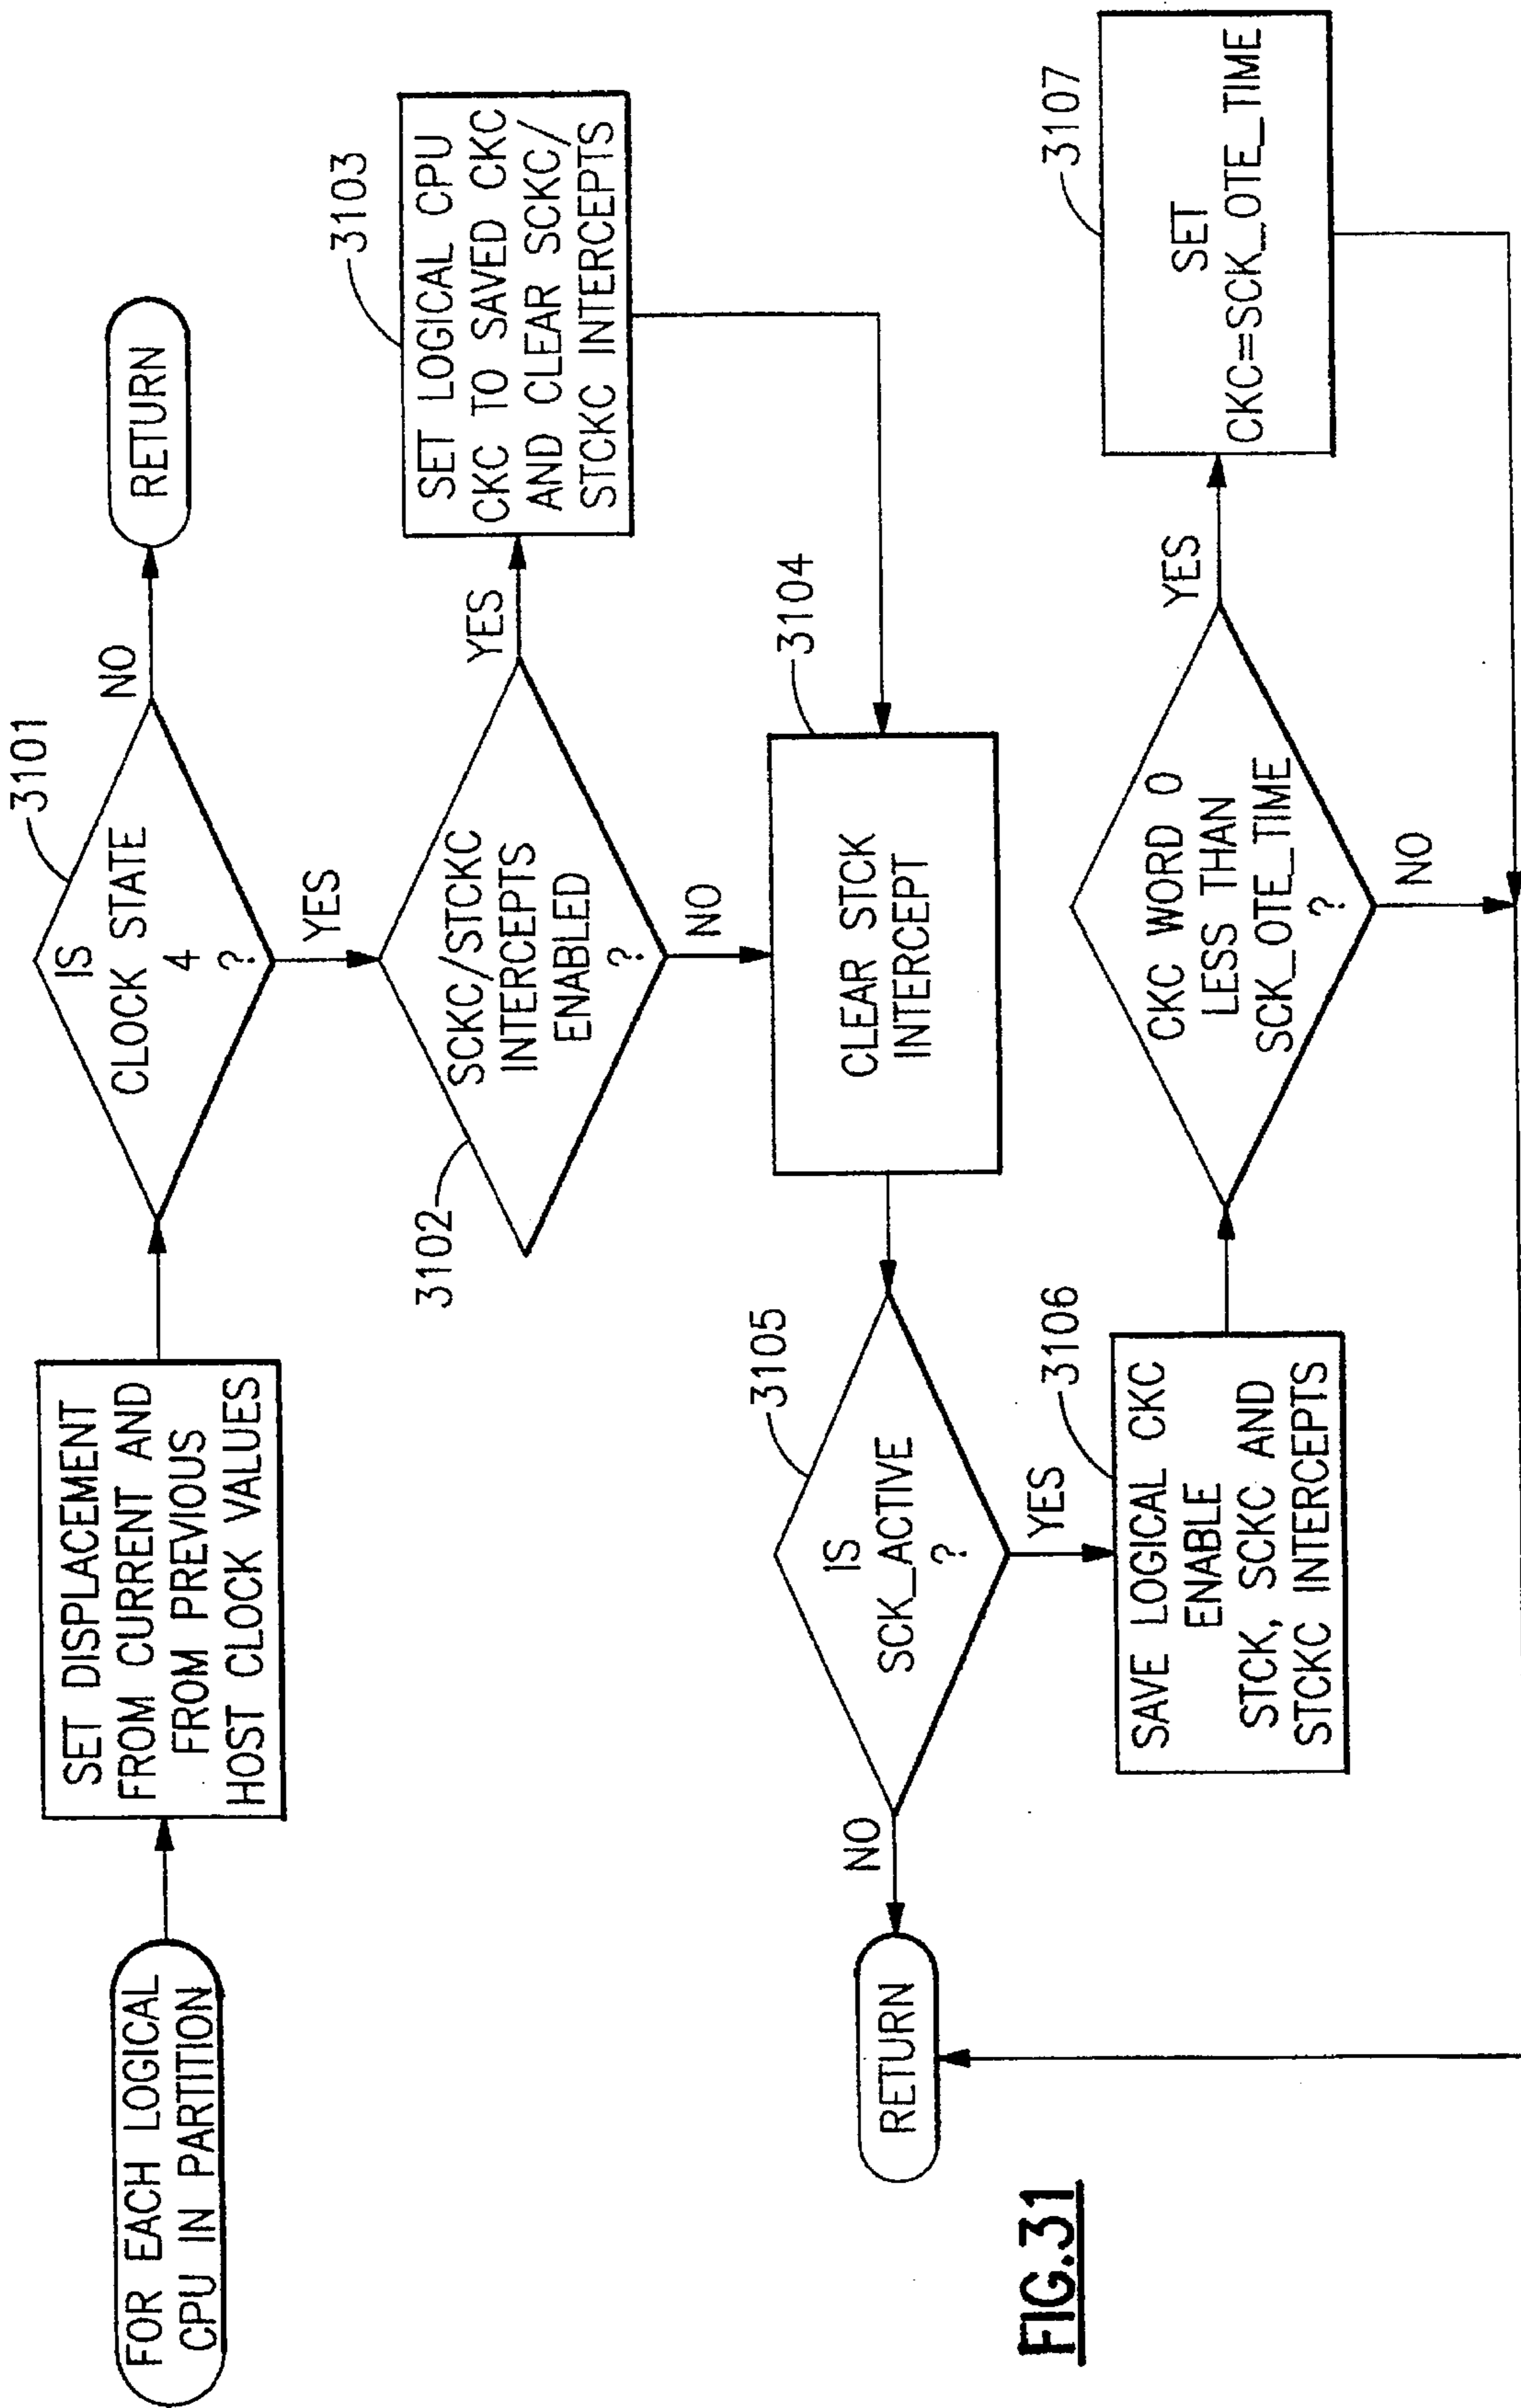 FOR EACH LOGICAL
CPU IN PARTITION
SET DISPLACEMENT
FROM CURRENT AND
FROM PREVIOUS
HOST CLOCK VALUES
3101
IS
CLOCK STATE
4
?
NO
RETURN
YES
3102
SCKC/STCKC
INTERCEPTS
ENABLED
?
YES
3103
SET LOGICAL CPU
CKC TO SAVED CKC
AND CLEAR SCKC/
STCKC INTERCEPTS
NO
3104
CLEAR STCK
INTERCEPT
3105
IS
SCK_ACTIVE
?
NO
RETURN
YES
3106
SAVE LOGICAL CKC
ENABLE
STCK, SCKC AND
STCKC INTERCEPTS
CKC WORD 0
LESS THAN
SCK_OTE_TIME
?
YES
3107
SET
CKC=SCK_OTE_TIME
NO
FIG.31